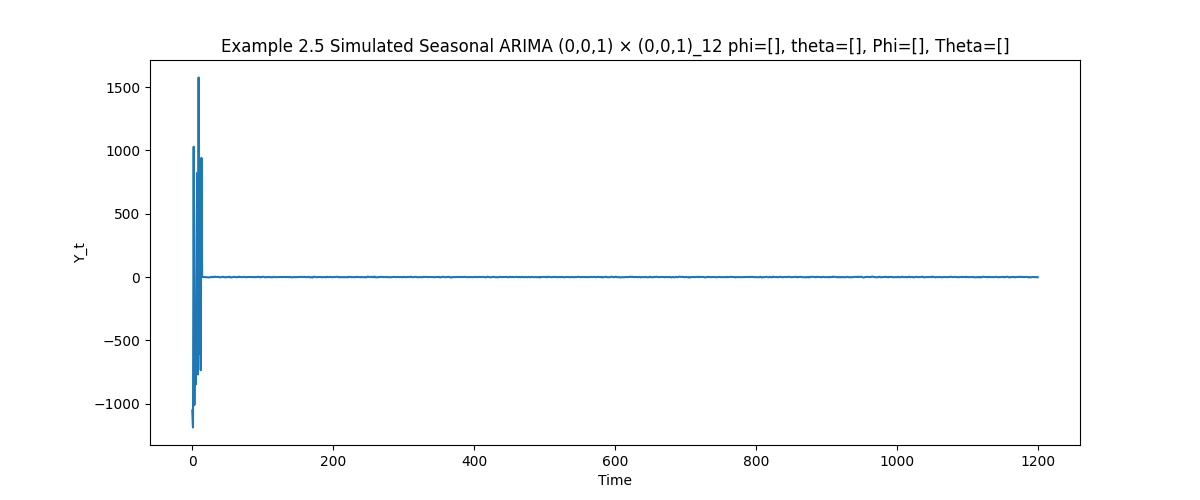 Example 2.5 Simulated Seasonal ARIMA (0,0,1) × (0,0,1)_12 phi=[], theta=[], Phi=[], Theta=[]
1500
1000
500
0
−500
−1000
Y_t
0 200 400 600 800 1000 1200
Time